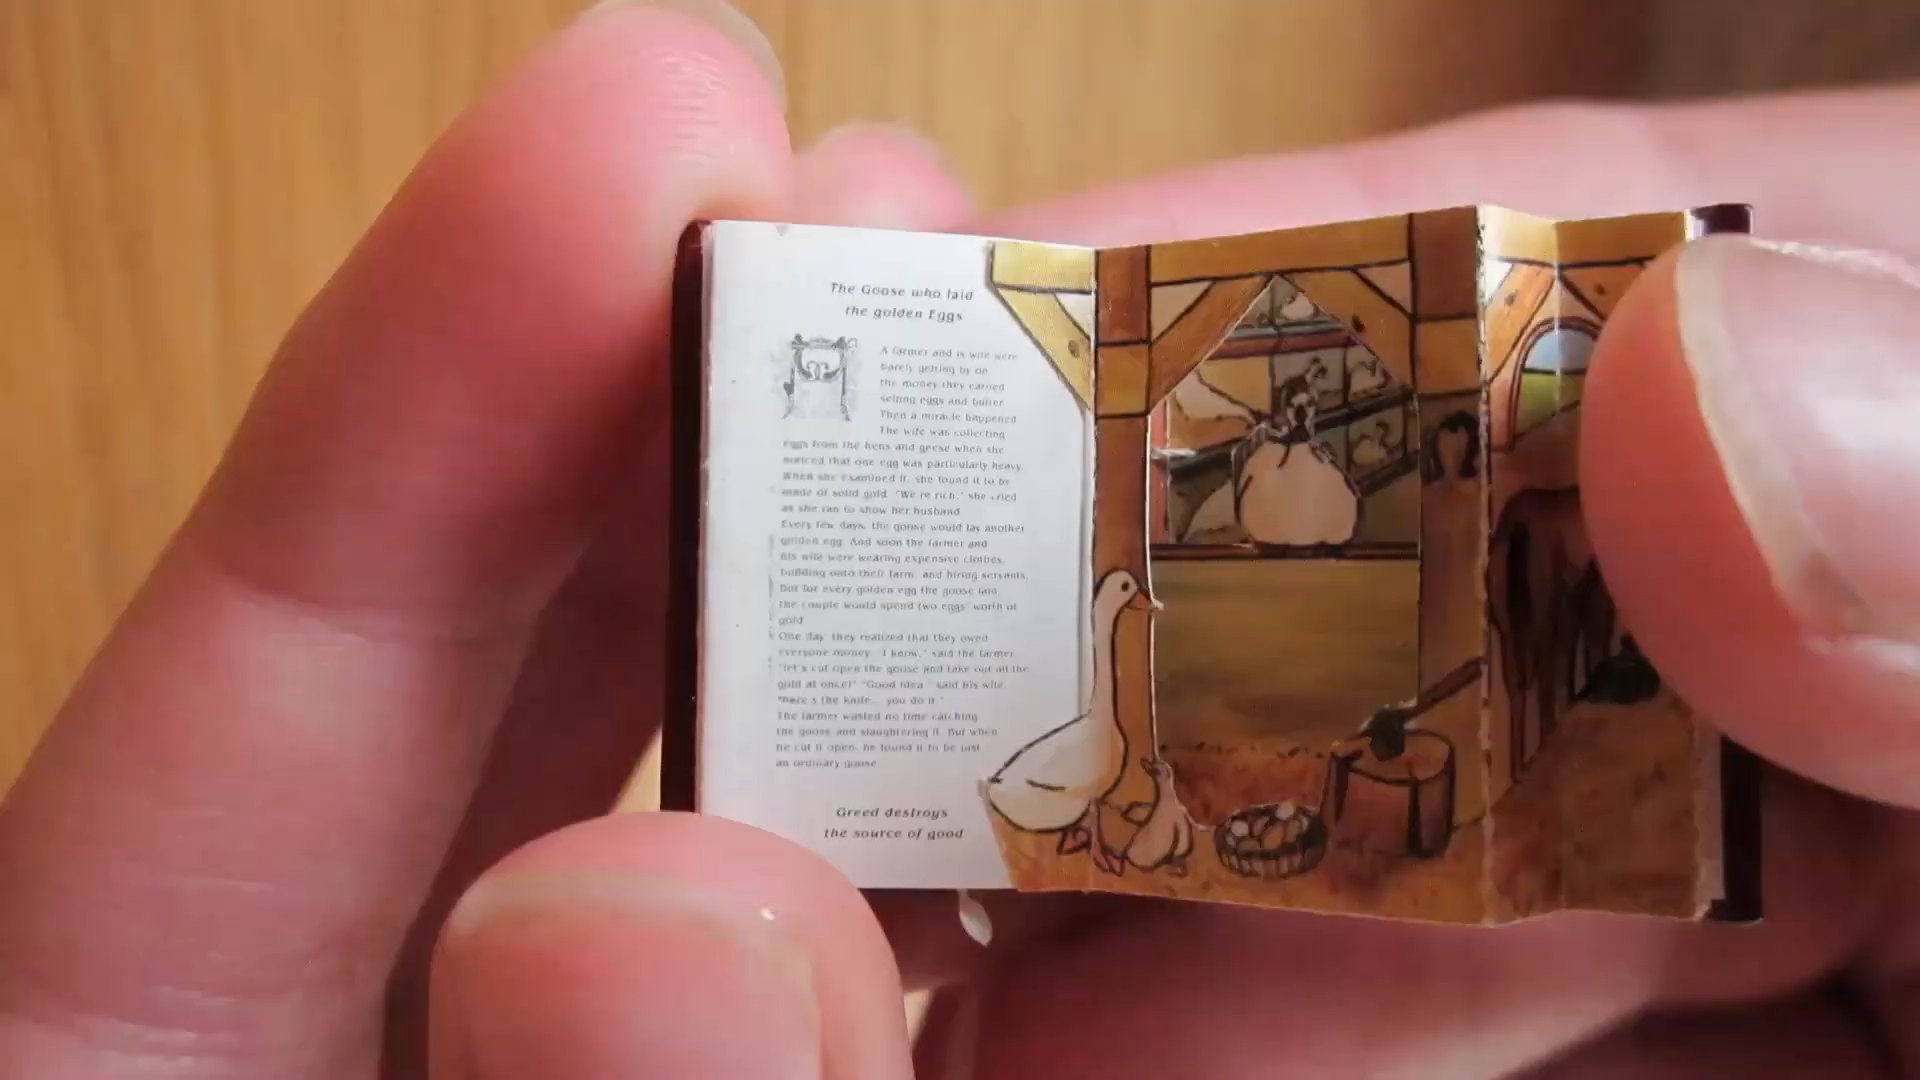 The Goose who laid
the golden Eggs
A farmer and is wife were
barely getting by on
the money they earned
selling eggs and butter.
Then a miracle happened
The wife was collecting
eggs from the hens and geese when she
noticed that one egg was particularly heavy.
When she examined it, she found it to be
made of solid gold. "We're rich," she cried
as she ran to show her husband.
Every few days, the goose would lay another
golden egg. And soon the farmer and
his wife were wearing expensive clothes,
building onto their farm, and hiring servants.
But for every golden egg the goose laid,
the couple would spend two eggs' worth of
gold.
One day, they realized that they owed
everyone money. "I know," said the farmer,
"let's cut open the goose and take out all the
gold at once!" "Good idea," said his wife,
"here's the knife... you do it."
The farmer wasted no time catching
the goose and slaughtering it. But when
he cut it open, he found it to be just
an ordinary goose.
Greed destroys
the source of good